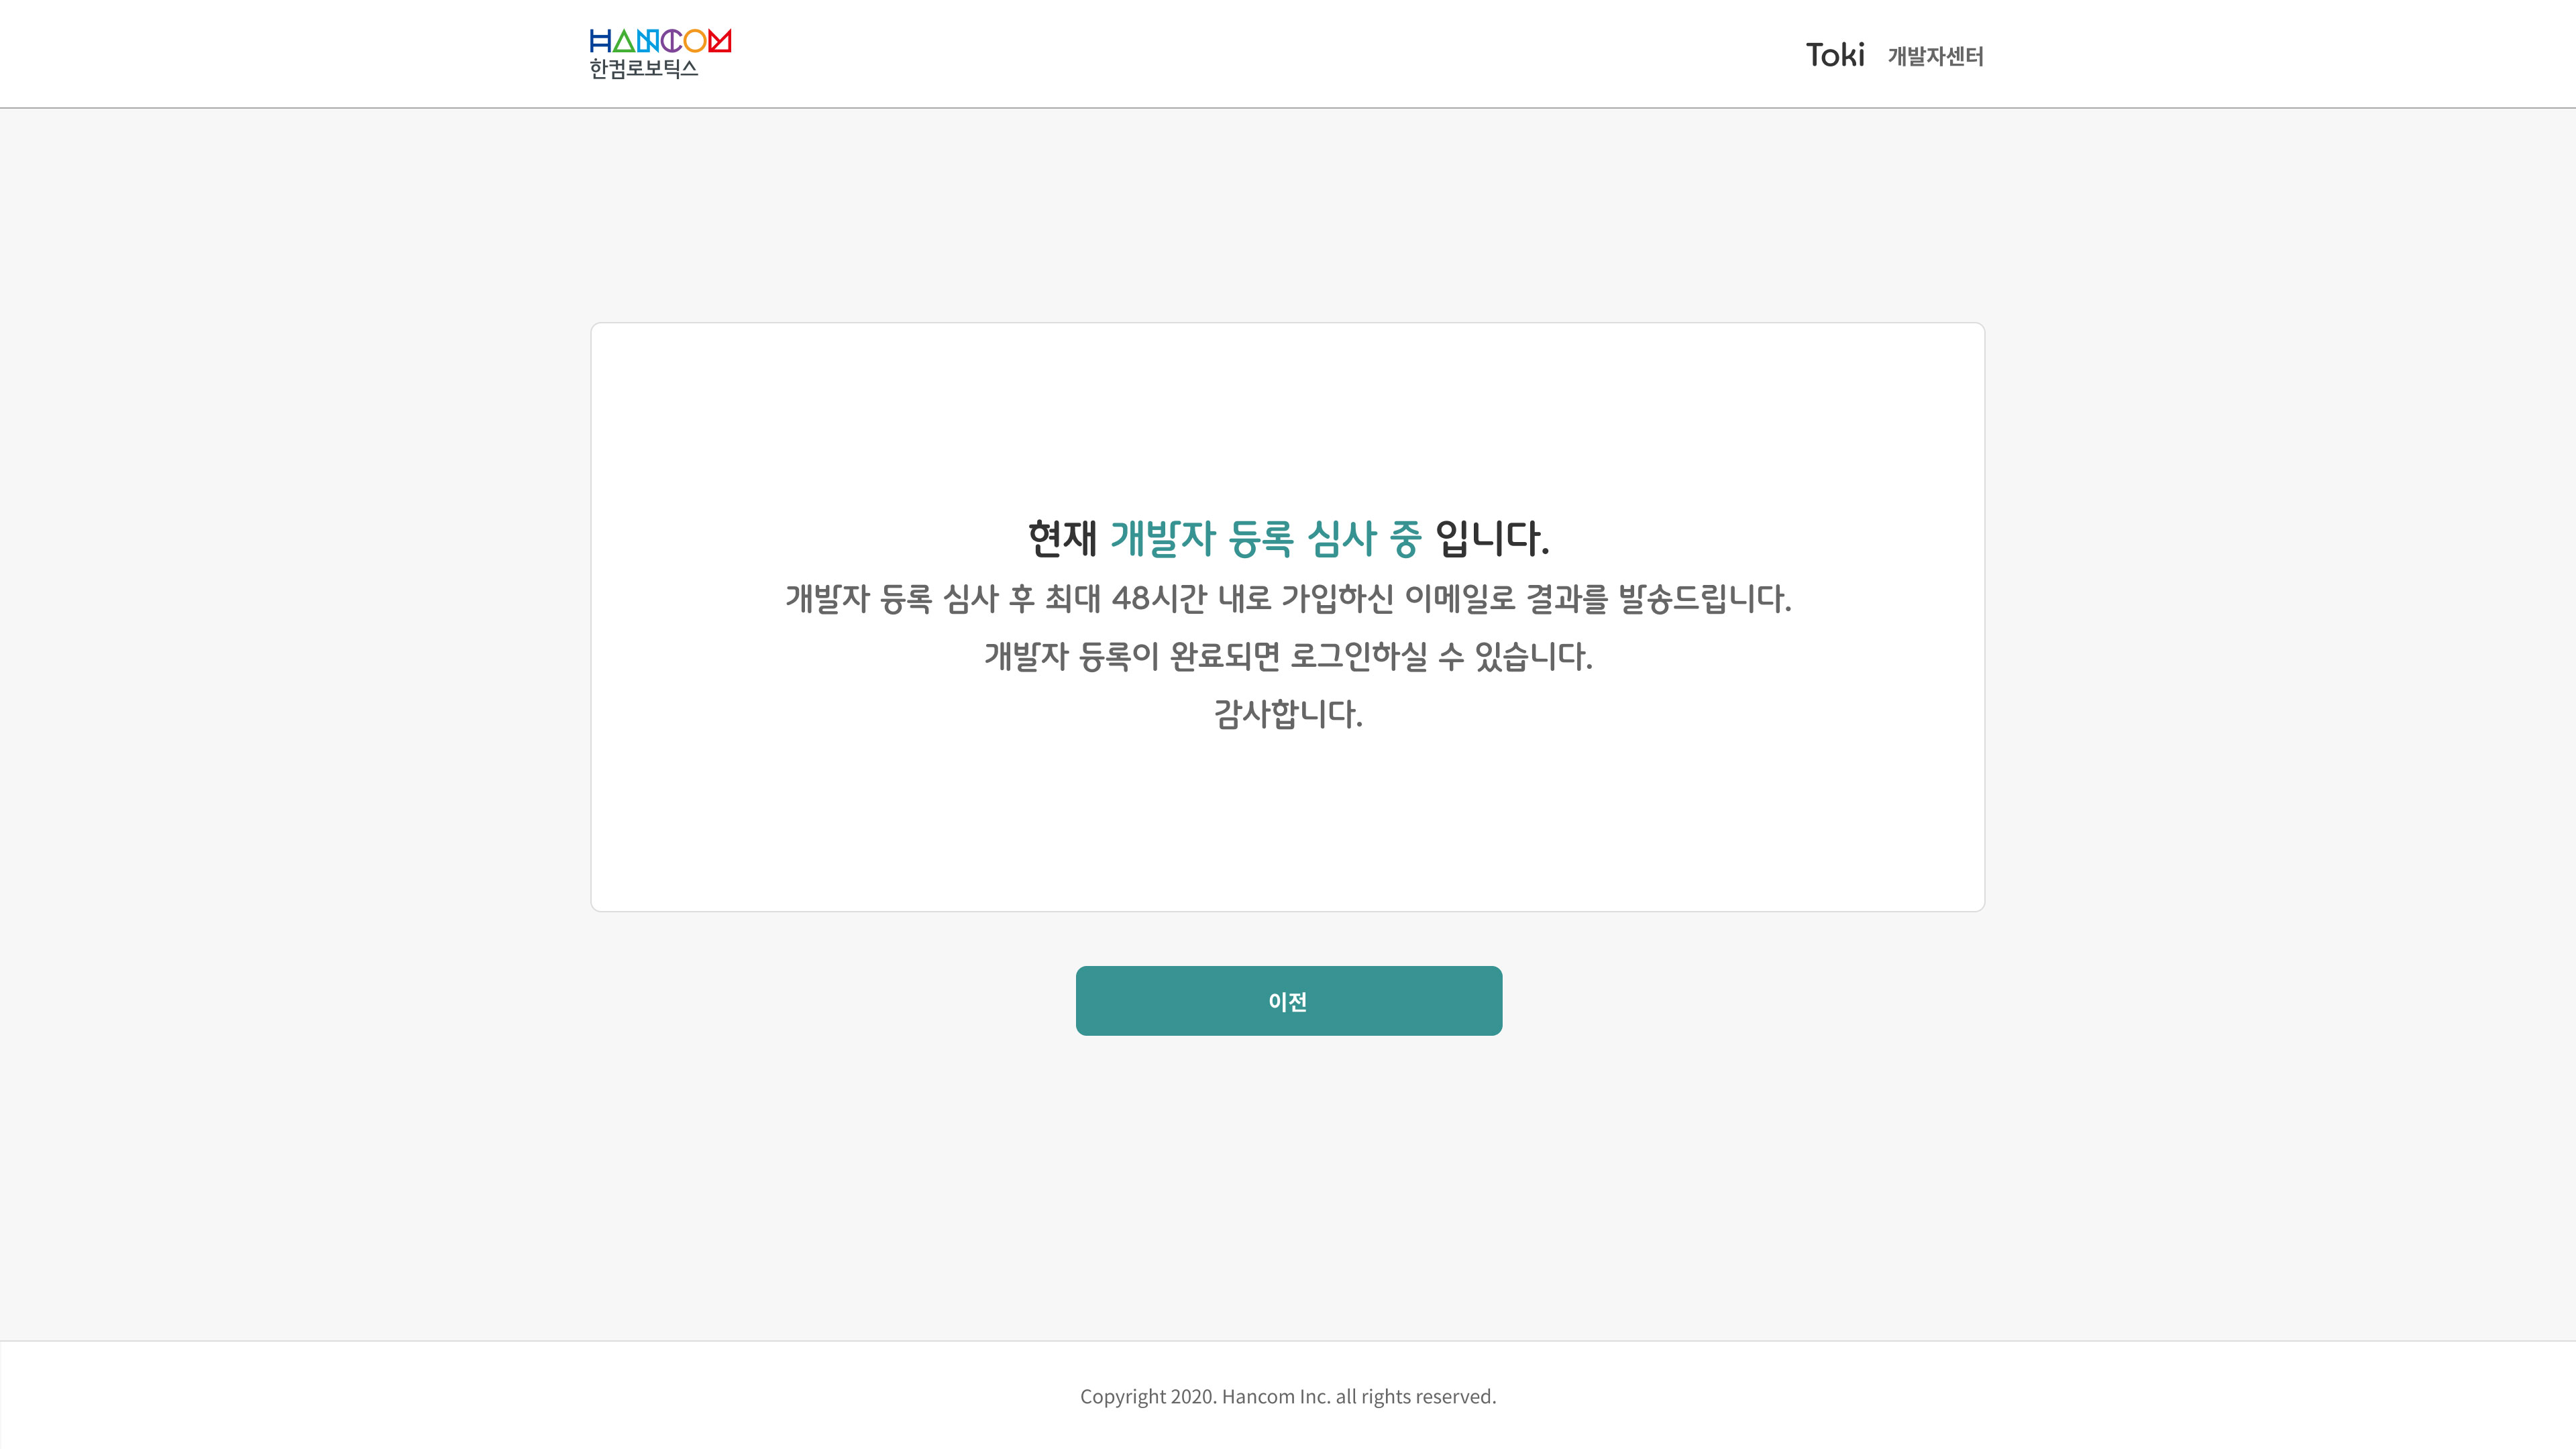 HANCOM
한컴로보틱스
Toki 개발자센터
현재 개발자 등록 심사 중 입니다.
개발자 등록 심사 후 최대 48시간 내로 가입하신 이메일로 결과를 발송드립니다.
개발자 등록이 완료되면 로그인하실 수 있습니다.
감사합니다.
이전
Copyright 2020. Hancom Inc. all rights reserved.